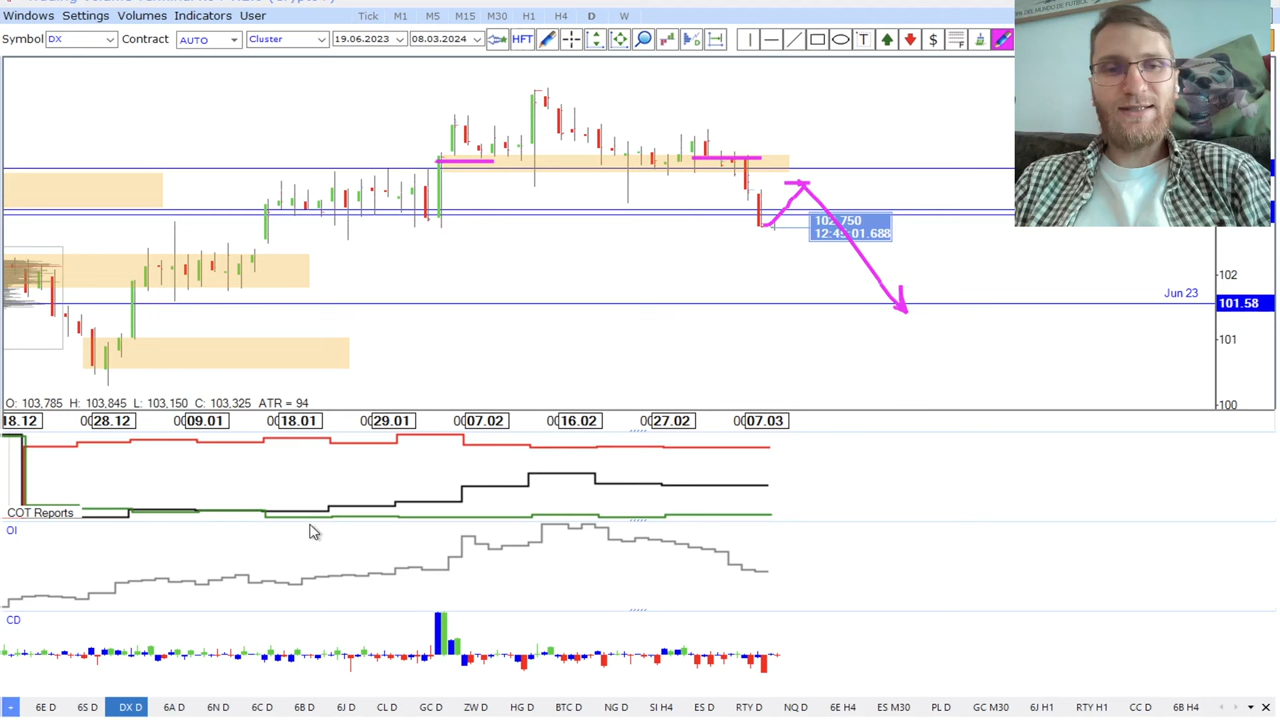 Windows Settings Volumes Indicators User Tick M1 M5 M15 M30 H1 H4 D W
Symbol DX Contract AUTO Cluster 19.06.2023 08.03.2024 HFT T $ F
102,750
12:45:01.688
102
Jun 23
101.58
101
O: 103,785 H: 103,845 L: 103,150 C: 103,325 ATR = 94
100
18.12 28.12 09.01 18.01 29.01 07.02 16.02 27.02 07.03
COT Reports
OI
CD
+ 6E D 6S D DX D 6A D 6N D 6C D 6B D 6J D CL D GC D ZW D HG D BTC D NG D SI H4 ES D RTY D NQ D 6E H4 ES M30 PL D GC M30 6J H1 RTY H1 CC D 6B H4